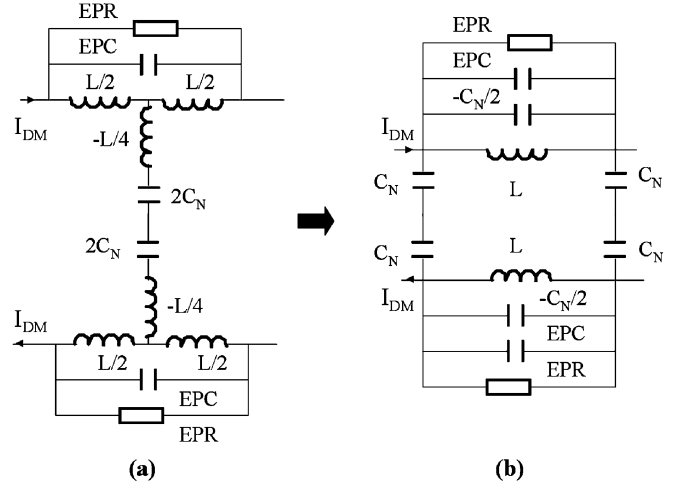 EPR
EPC
L/2 L/2
I_DM
-L/4
2C_N
2C_N
-L/4
I_DM
L/2 L/2
EPC
EPR
(a)
EPR
EPC
-C_N/2
I_DM
C_N C_N
L
L
C_N C_N
I_DM
-C_N/2
EPC
EPR
(b)